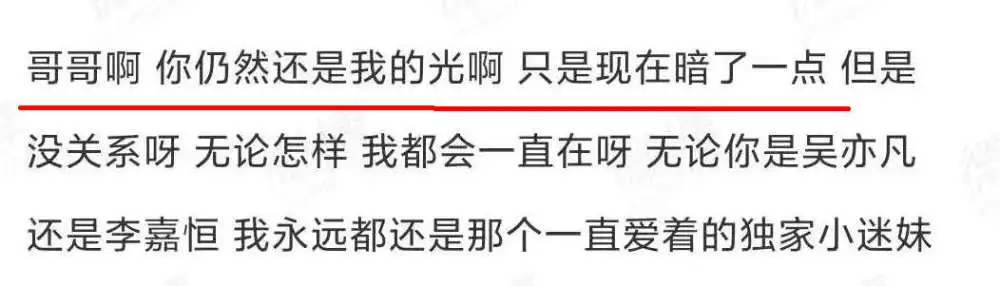 哥哥啊 你仍然还是我的光啊 只是现在暗了一点 但是
没关系呀 无论怎样 我都会一直在呀 无论你是吴亦凡
还是李嘉恒 我永远都还是那个一直爱着的独家小迷妹